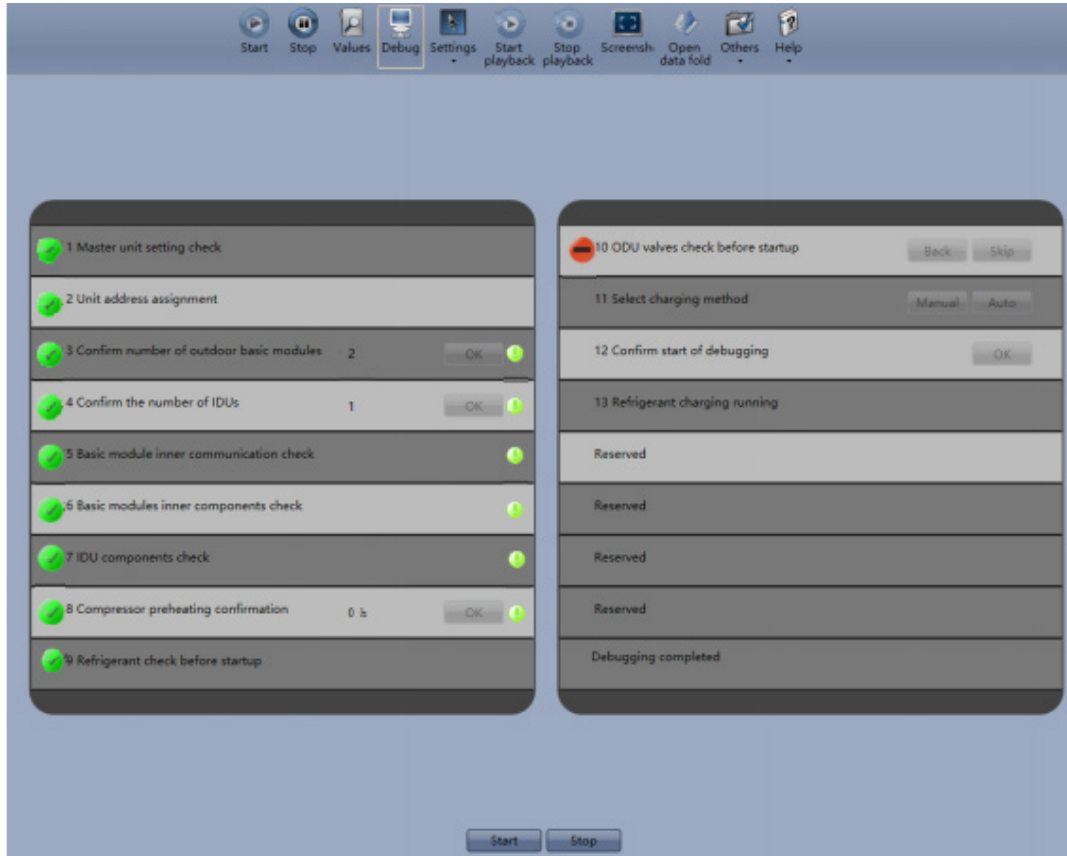 Start
Stop
Values
Debug
Settings
Start playback
Stop playback
Screensh
Open data fold
Others
Help
1 Master unit setting check
2 Unit address assignment
3 Confirm number of outdoor basic modules 2 OK
4 Confirm the number of IDUs 1 OK
5 Basic module inner communication check
6 Basic modules inner components check
7 IDU components check
8 Compressor preheating confirmation 0 OK
9 Refrigerant check before startup
10 ODU valves check before startup Back Skip
11 Select charging method Manual Auto
12 Confirm start of debugging OK
13 Refrigerant charging running
Reserved
Reserved
Reserved
Reserved
Debugging completed
Start Stop